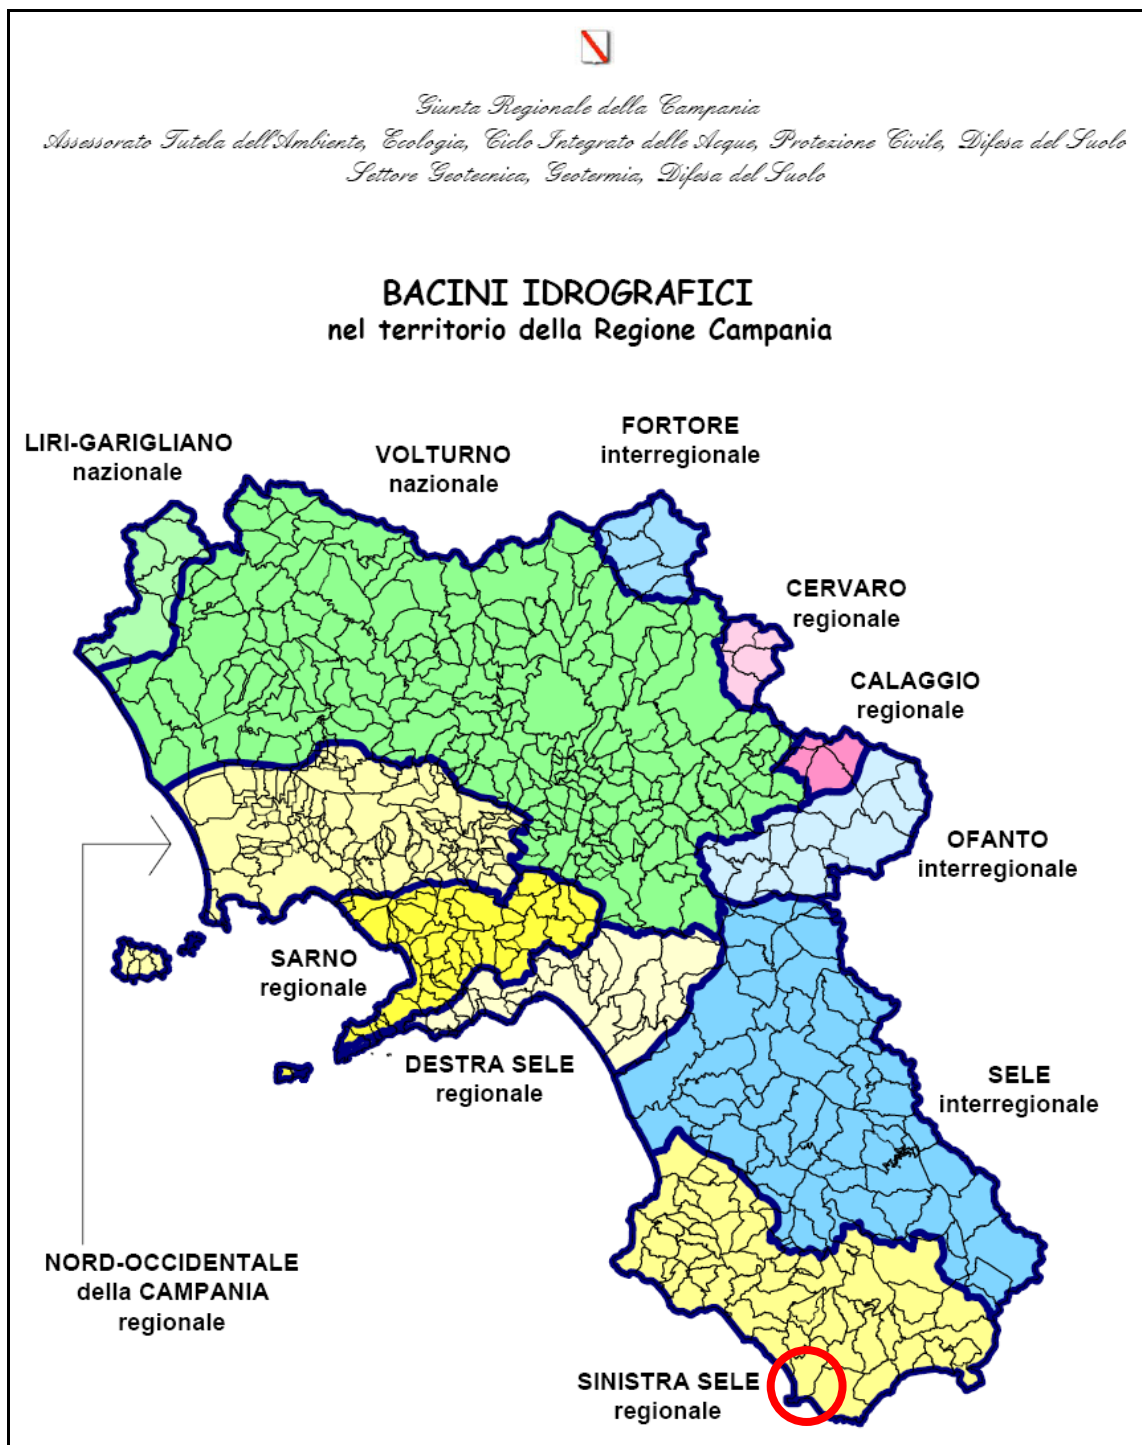 Giunta Regionale della Campania
Assessorato Tutela dell'Ambiente, Ecologia, Ciclo Integrato delle Acque, Protezione Civile, Difesa del Suolo
Settore Geotecnica, Geotermia, Difesa del Suolo
BACINI IDROGRAFICI
nel territorio della Regione Campania
LIRI-GARIGLIANO
nazionale
VOLTURNO
nazionale
FORTORE
interregionale
CERVARO
regionale
CALAGGIO
regionale
OFANTO
interregionale
SARNO
regionale
DESTRA SELE
regionale
SELE
interregionale
NORD-OCCIDENTALE
della CAMPANIA
regionale
SINISTRA SELE
regionale